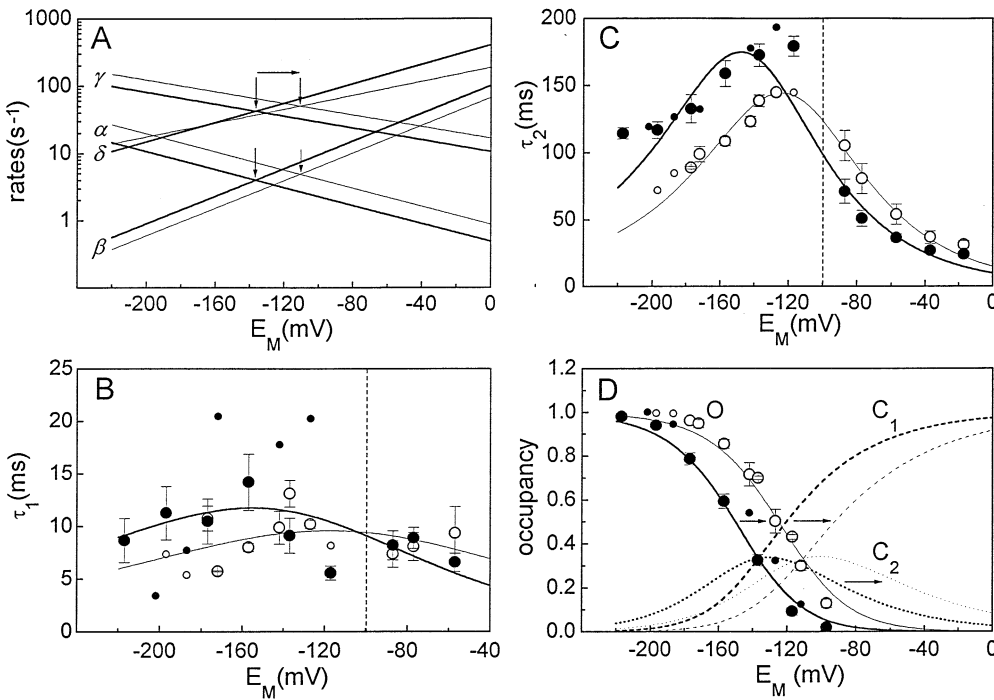 A
1000
100
10
1
rates(s-1)
γ
α
δ
β
-200 -160 -120 -80 -40 0
EM(mV)
C
200
150
100
50
0
τ2(ms)
-200 -160 -120 -80 -40 0
EM(mV)
B
25
20
15
10
5
0
τ1(ms)
-200 -160 -120 -80 -40
EM(mV)
D
O
C1
C2
1.2
1.0
0.8
0.6
0.4
0.2
0.0
occupancy
-200 -160 -120 -80 -40 0
EM(mV)